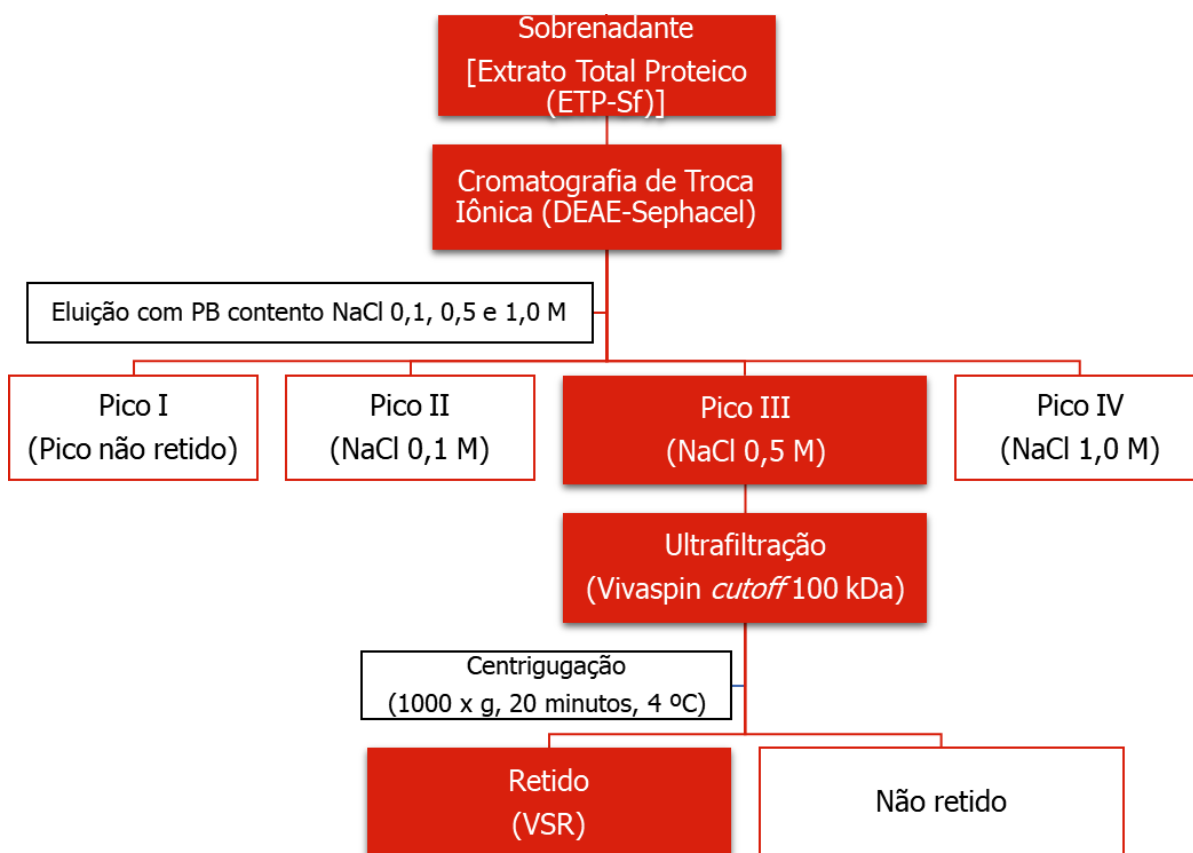 Sobrenadante
[Extrato Total Proteico
(ETP-Sf)]
Cromatografia de Troca
Iônica (DEAE-Sephacel)
Eluição com PB contento NaCl 0,1, 0,5 e 1,0 M
Pico I
(Pico não retido)
Pico II
(NaCl 0,1 M)
Pico III
(NaCl 0,5 M)
Pico IV
(NaCl 1,0 M)
Ultrafiltração
(Vivaspin cutoff 100 kDa)
Centrigugação
(1000 x g, 20 minutos, 4 ºC)
Retido
(VSR)
Não retido